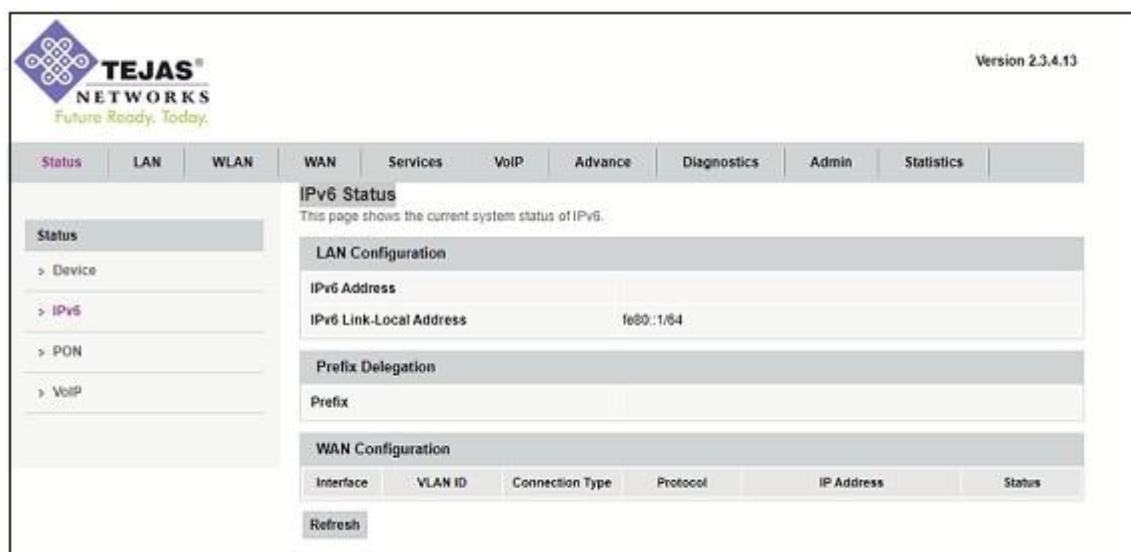 TEJAS®
NETWORKS
Future Ready. Today.
Version 2.3.4.13
Status LAN WLAN WAN Services VoIP Advance Diagnostics Admin Statistics
IPv6 Status
This page shows the current system status of IPv6.
Status
> Device
> IPv6
> PON
> VoIP
LAN Configuration
IPv6 Address
IPv6 Link-Local Address fe80::1/64
Prefix Delegation
Prefix
WAN Configuration
Interface VLAN ID Connection Type Protocol IP Address Status
Refresh